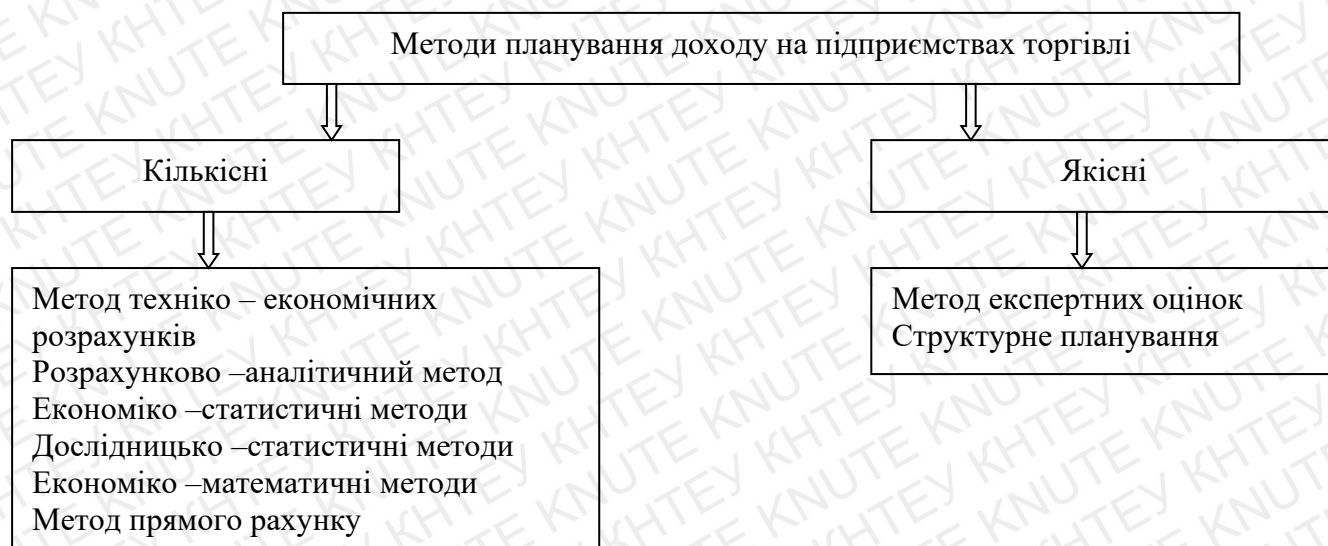 Методи планування доходу на підприємствах торгівлі
Кількісні
Якісні
Метод техніко – економічних
розрахунків
Розрахунково –аналітичний метод
Економіко –статистичні методи
Дослідницько –статистичні методи
Економіко –математичні методи
Метод прямого рахунку
Метод експертних оцінок
Структурне планування